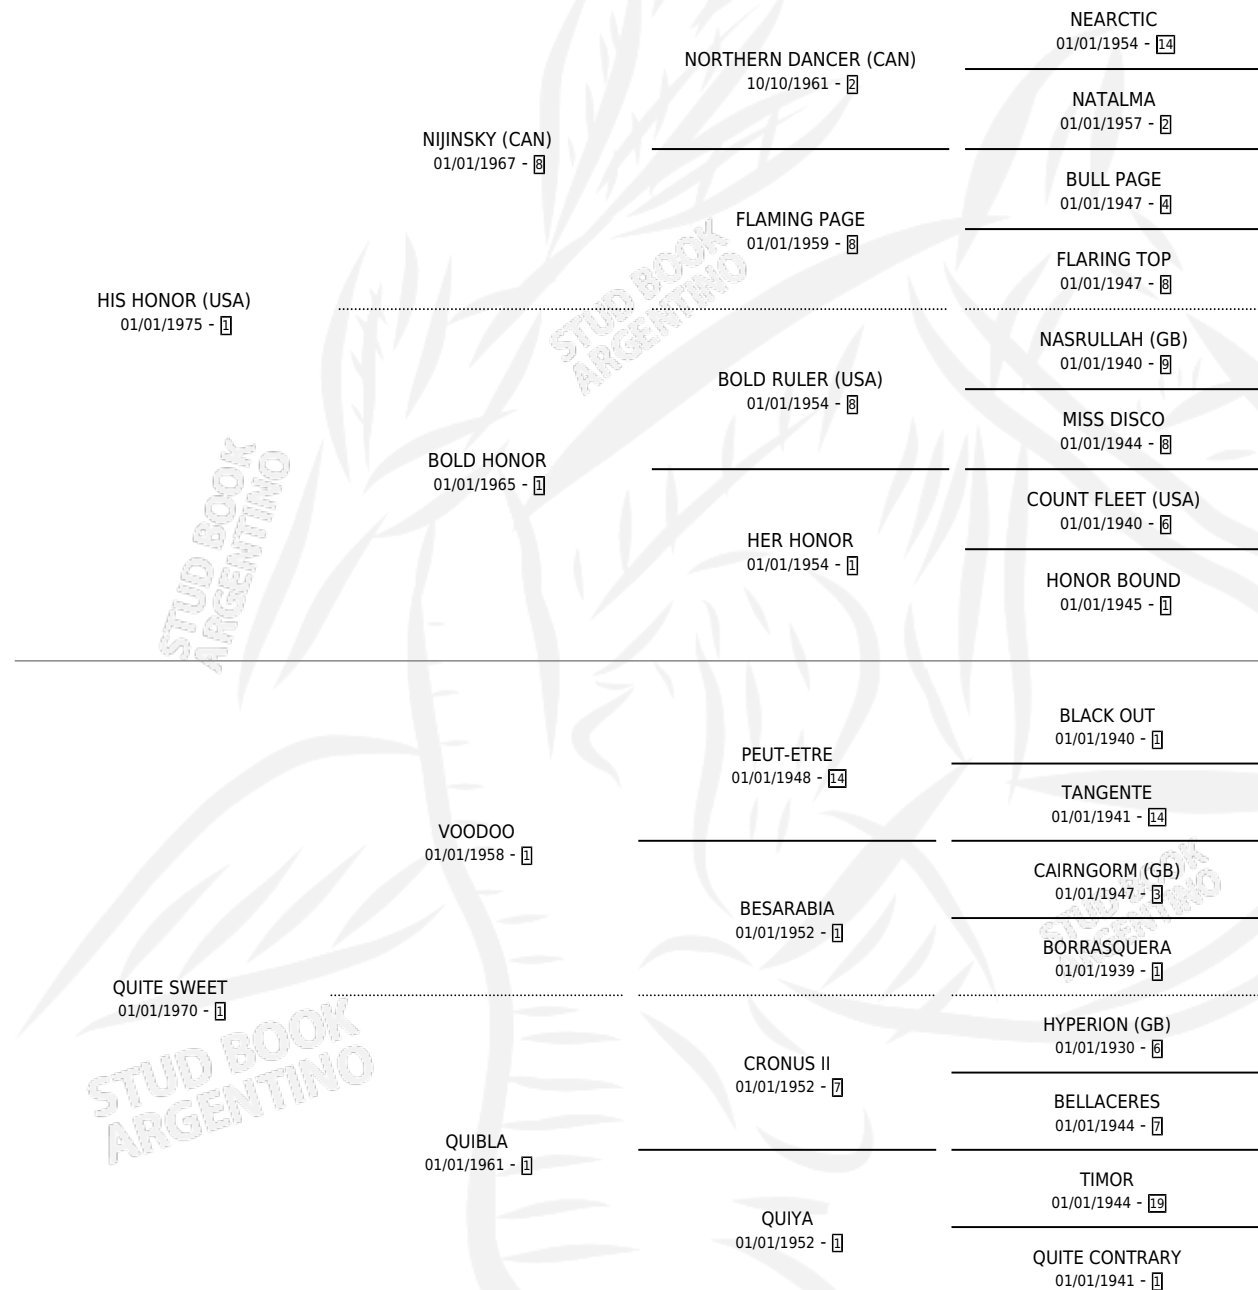 NEARCTIC
01/01/1954 - 14
NORTHERN DANCER (CAN)
10/10/1961 - 2
NATALMA
01/01/1957 - 2
NIJINSKY (CAN)
01/01/1967 - 8
BULL PAGE
01/01/1947 - 4
FLAMING PAGE
01/01/1959 - 8
FLARING TOP
01/01/1947 - 8
HIS HONOR (USA)
01/01/1975 - 1
NASRULLAH (GB)
01/01/1940 - 9
BOLD RULER (USA)
01/01/1954 - 8
MISS DISCO
01/01/1944 - 8
BOLD HONOR
01/01/1965 - 1
COUNT FLEET (USA)
01/01/1940 - 6
HER HONOR
01/01/1954 - 1
HONOR BOUND
01/01/1945 - 1
BLACK OUT
01/01/1940 - 1
PEUT-ETRE
01/01/1948 - 14
TANGENTE
01/01/1941 - 14
VOODOO
01/01/1958 - 1
CAIRNGORM (GB)
01/01/1947 - 3
BESARABIA
01/01/1952 - 1
BORRASQUERA
01/01/1939 - 1
QUITE SWEET
01/01/1970 - 1
HYPERION (GB)
01/01/1930 - 6
CRONUS II
01/01/1952 - 7
BELLACERES
01/01/1944 - 7
QUIBLA
01/01/1961 - 1
TIMOR
01/01/1944 - 19
QUIYA
01/01/1952 - 1
QUITE CONTRARY
01/01/1941 - 1
STUD BOOK
ARGENTINO
STUD BOOK
ARGENTINO
STUD BOOK
ARGENTINO
STUD BOOK
ARGENTINO